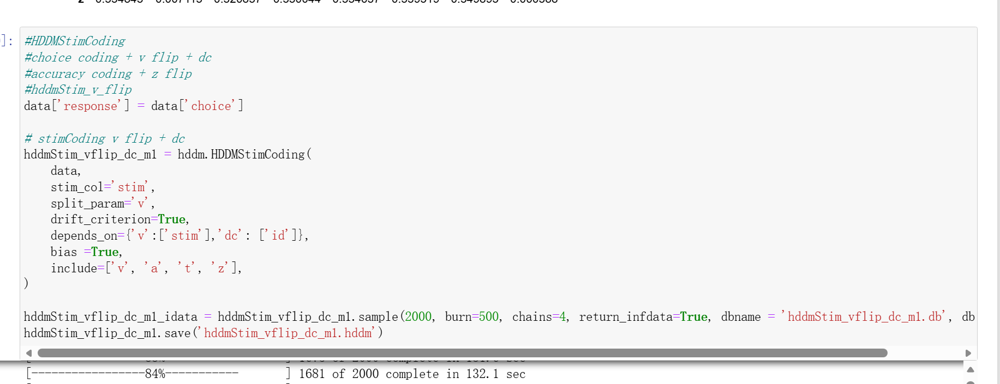 ]:
#HDDMStimCoding
#choice coding + v flip + dc
#accuracy coding + z flip
#hddmStim_v_flip
data['response'] = data['choice']
# stimCoding v flip + dc
hddmStim_vflip_dc_m1 = hddm.HDDMStimCoding(
    data,
    stim_col='stim',
    split_param='v',
    drift_criterion=True,
    depends_on={'v':['stim'],'dc': ['id']},
    bias =True,
    include=['v', 'a', 't', 'z'],
)
hddmStim_vflip_dc_m1_idata = hddmStim_vflip_dc_m1.sample(2000, burn=500, chains=4, return_infdata=True, dbname = 'hddmStim_vflip_dc_m1.db', db
hddmStim_vflip_dc_m1.save('hddmStim_vflip_dc_m1.hddm')
[-----------------84%-----------       ] 1681 of 2000 complete in 132.1 sec